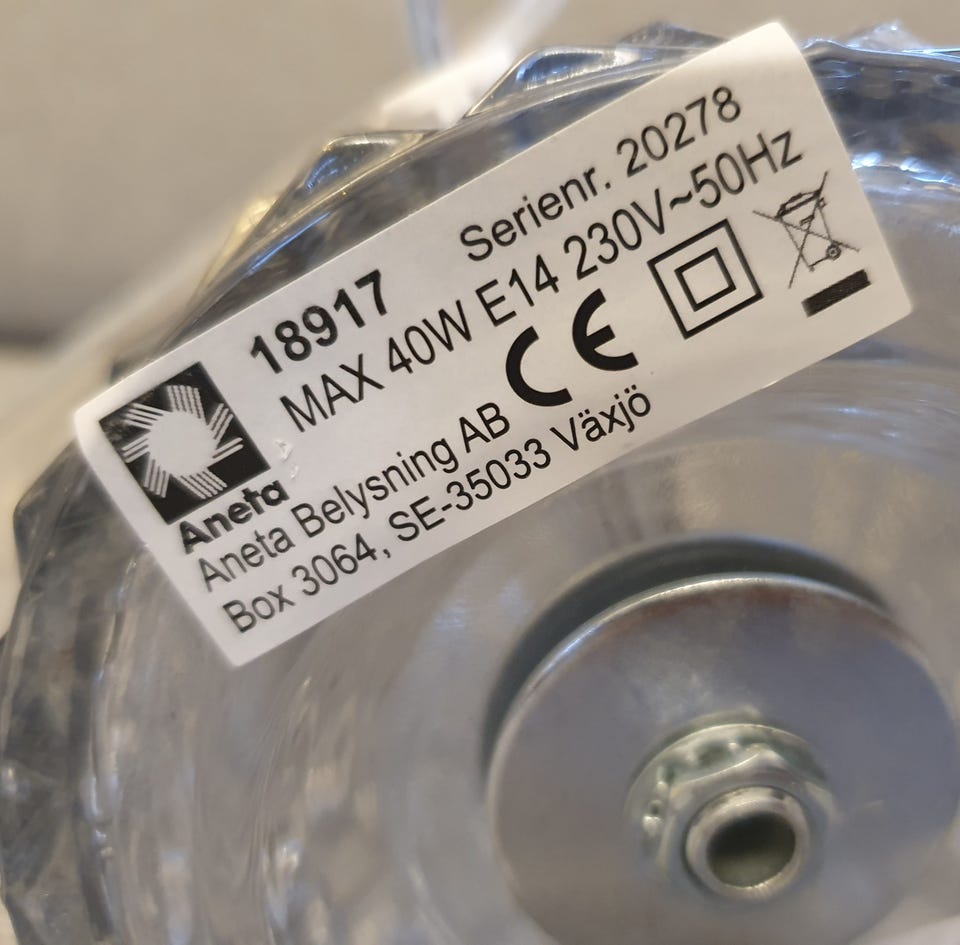 18917 Serienr. 20278
MAX 40W E14 230V~50Hz
CE
Aneta
Aneta Belysning AB
Box 3064, SE-35033 Växjö